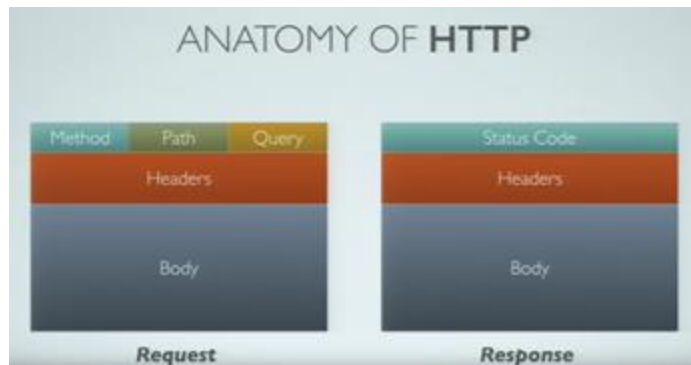 ANATOMY OF HTTP
Method Path Query
Headers
Body
Request
Status Code
Headers
Body
Response